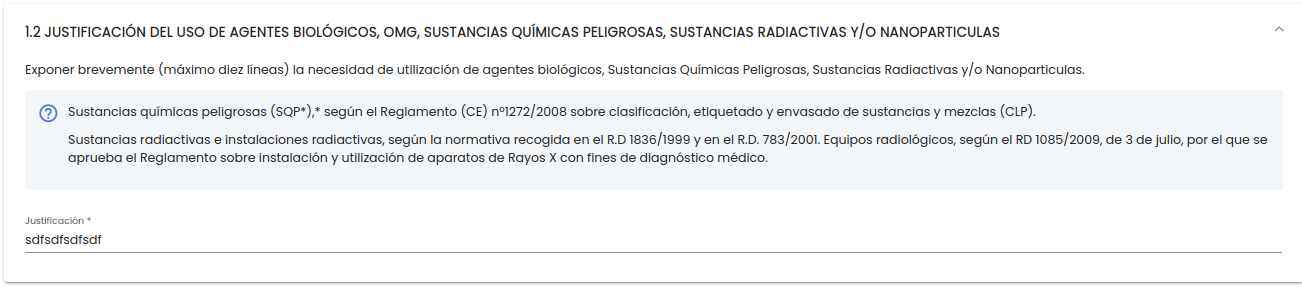 1.2 JUSTIFICACIÓN DEL USO DE AGENTES BIOLÓGICOS, OMG, SUSTANCIAS QUÍMICAS PELIGROSAS, SUSTANCIAS RADIACTIVAS Y/O NANOPARTICULAS
Exponer brevemente (máximo diez líneas) la necesidad de utilización de agentes biológicos, Sustancias Químicas Peligrosas, Sustancias Radiactivas y/o Nanoparticulas.
Sustancias químicas peligrosas (SQP*),* según el Reglamento (CE) nº1272/2008 sobre clasificación, etiquetado y envasado de sustancias y mezclas (CLP).
Sustancias radiactivas e instalaciones radiactivas, según la normativa recogida en el R.D 1836/1999 y en el R.D. 783/2001. Equipos radiológicos, según el RD 1085/2009, de 3 de julio, por el que se
aprueba el Reglamento sobre instalación y utilización de aparatos de Rayos X con fines de diagnóstico médico.
Justificación *
sdfsdfsdfsdf